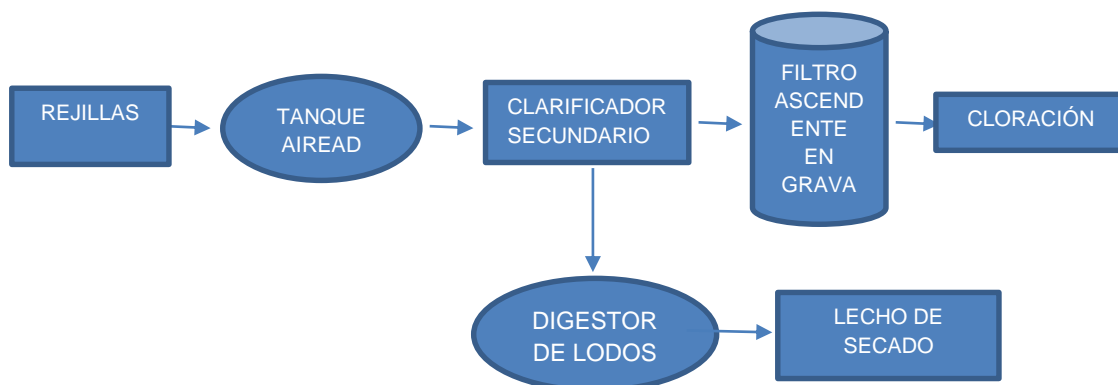 REJILLAS
TANQUE
AIREAD
CLARIFICADOR
SECUNDARIO
FILTRO
ASCEND
ENTE
EN
GRAVA
CLORACIÓN
DIGESTOR
DE LODOS
LECHO DE
SECADO